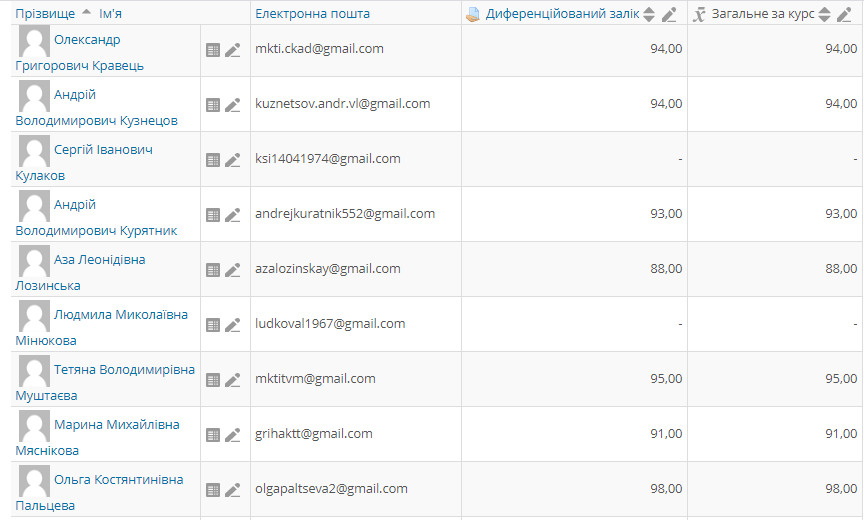 Прізвище Ім'я Електронна пошта Диференційований залік Загальне за курс
Олександр
Григорович Кравець mkti.ckad@gmail.com 94,00 94,00
Андрій
Володимирович Кузнецов kuznetsov.andr.vl@gmail.com 94,00 94,00
Сергій Іванович
Кулаков ksi14041974@gmail.com - -
Андрій
Володимирович Курятник andrejkuratnik552@gmail.com 93,00 93,00
Аза Леонідівна
Лозинська azalozinskay@gmail.com 88,00 88,00
Людмила Миколаївна
Мінюкова ludkoval1967@gmail.com - -
Тетяна Володимирівна
Муштаєва mktitvm@gmail.com 95,00 95,00
Марина Михайлівна
Мяснікова grihaktt@gmail.com 91,00 91,00
Ольга Костянтинівна
Пальцева olgapaltseva2@gmail.com 98,00 98,00